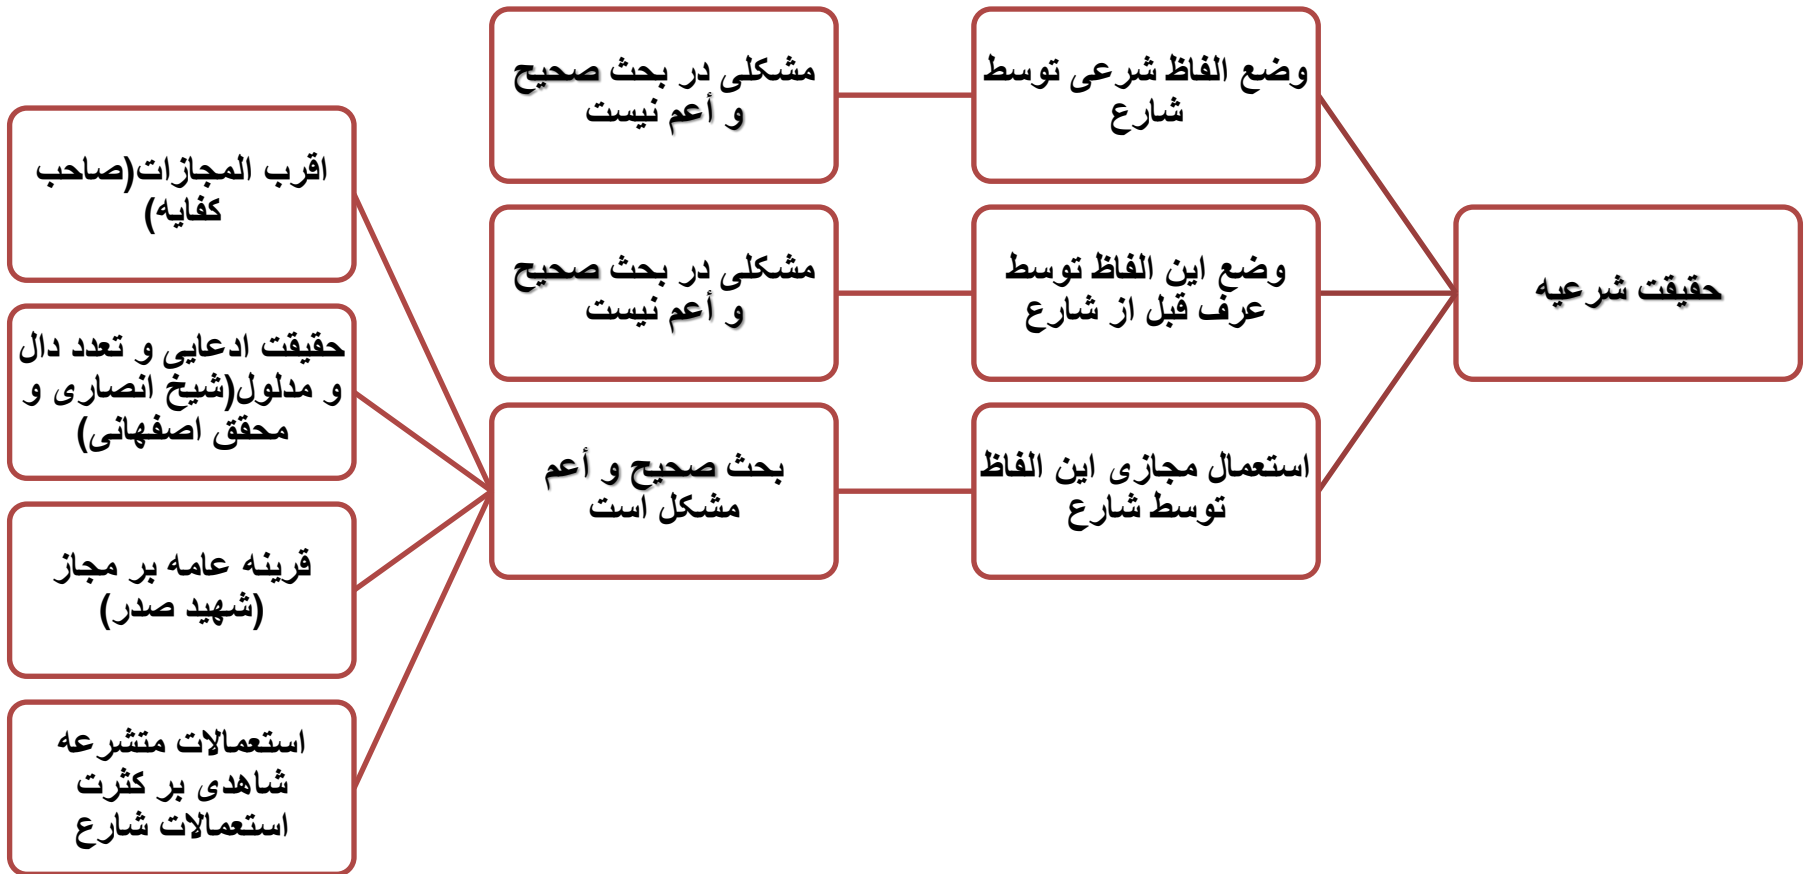 حقیقت شرعیه
وضع الفاظ شرعی توسط
شارع
مشکلی در بحث صحیح
و أعم نیست
وضع این الفاظ توسط
عرف قبل از شارع
مشکلی در بحث صحیح
و أعم نیست
استعمال مجازی این الفاظ
توسط شارع
بحث صحیح و أعم
مشکل است
اقرب المجازات(صاحب
کفایه)
حقیقت ادعایی و تعدد دال
و مدلول(شیخ انصاری و
محقق اصفهانی)
قرینه عامه بر مجاز
(شهید صدر)
استعمالات متشرعه
شاهدی بر کثرت
استعمالات شارع